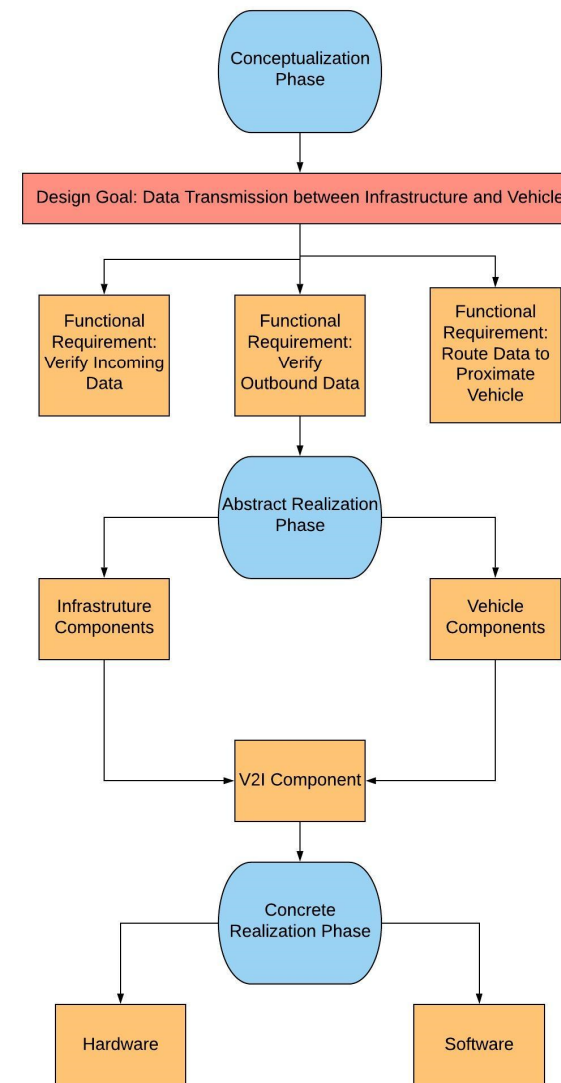 Conceptualization
Phase
Design Goal: Data Transmission between Infrastructure and Vehicle
Functional
Requirement:
Verify Incoming
Data
Functional
Requirement:
Verify
Outbound Data
Functional
Requirement:
Route Data to
Proximate
Vehicle
Abstract Realization
Phase
Infrastruture
Components
Vehicle
Components
V2I Component
Concrete
Realization Phase
Hardware
Software